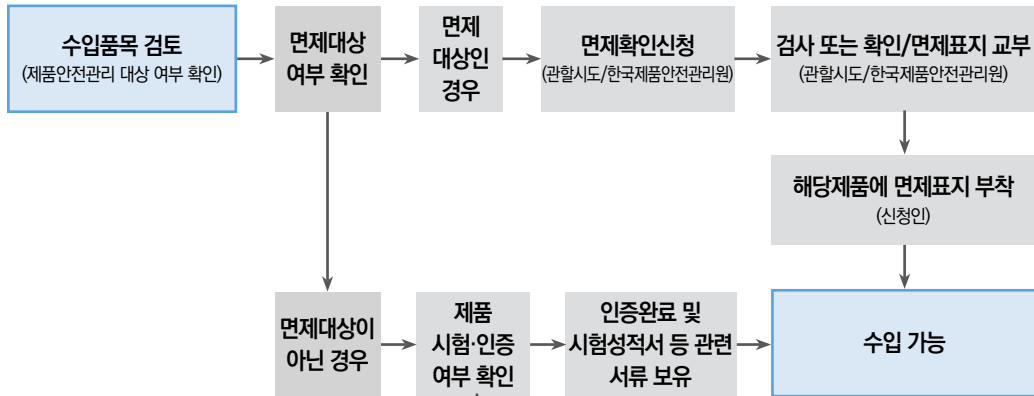 수입품목 검토
(제품안전관리 대상 여부 확인)
면제대상
여부 확인
면제
대상인
경우
면제확인신청
(관할시도/한국제품안전관리원)
검사 또는 확인/면제표지 교부
(관할시도/한국제품안전관리원)
해당제품에 면제표지 부착
(신청인)
면제대상이
아닌 경우
제품
시험·인증
여부 확인
인증완료 및
시험성적서 등 관련
서류 보유
수입 가능